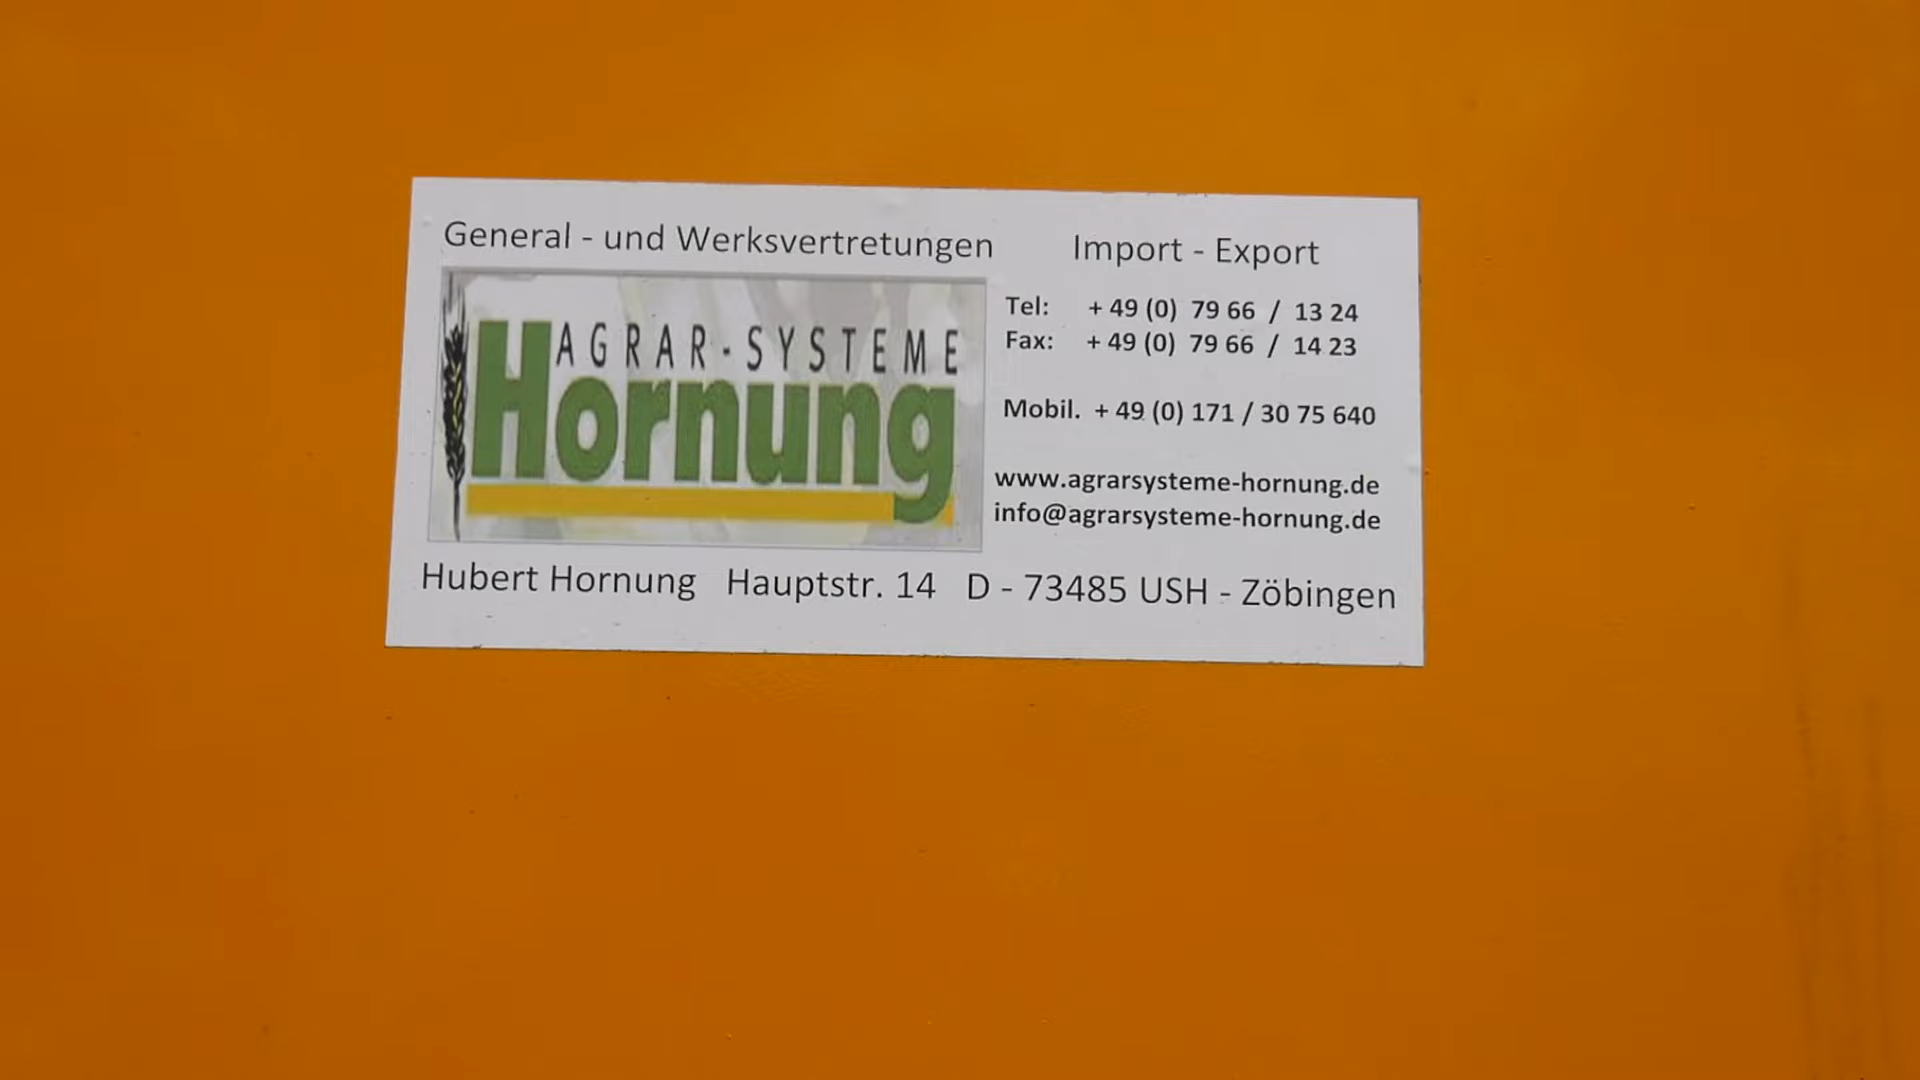 General - und Werksvertretungen
Import - Export
AGRAR-SYSTEME
Hornung
Tel: + 49 (0) 79 66 / 13 24
Fax: + 49 (0) 79 66 / 14 23
Mobil. + 49 (0) 171 / 30 75 640
www.agrarsysteme-hornung.de
info@agrarsysteme-hornung.de
Hubert Hornung Hauptstr. 14 D - 73485 USH - Zöbingen